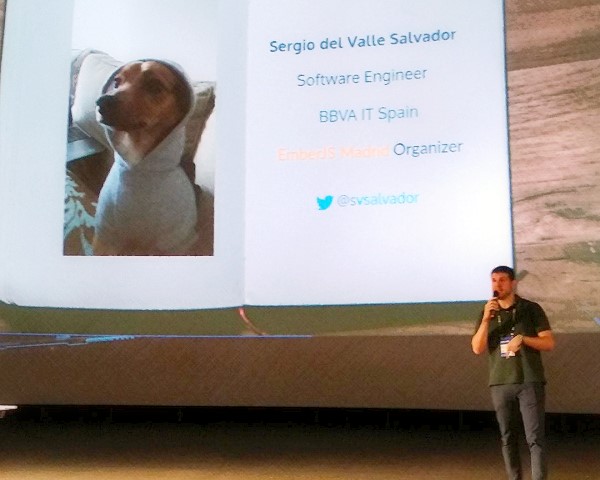 Sergio del Valle Salvador
Software Engineer
BBVA IT Spain
EmberJS Madrid Organizer
@svsalvador